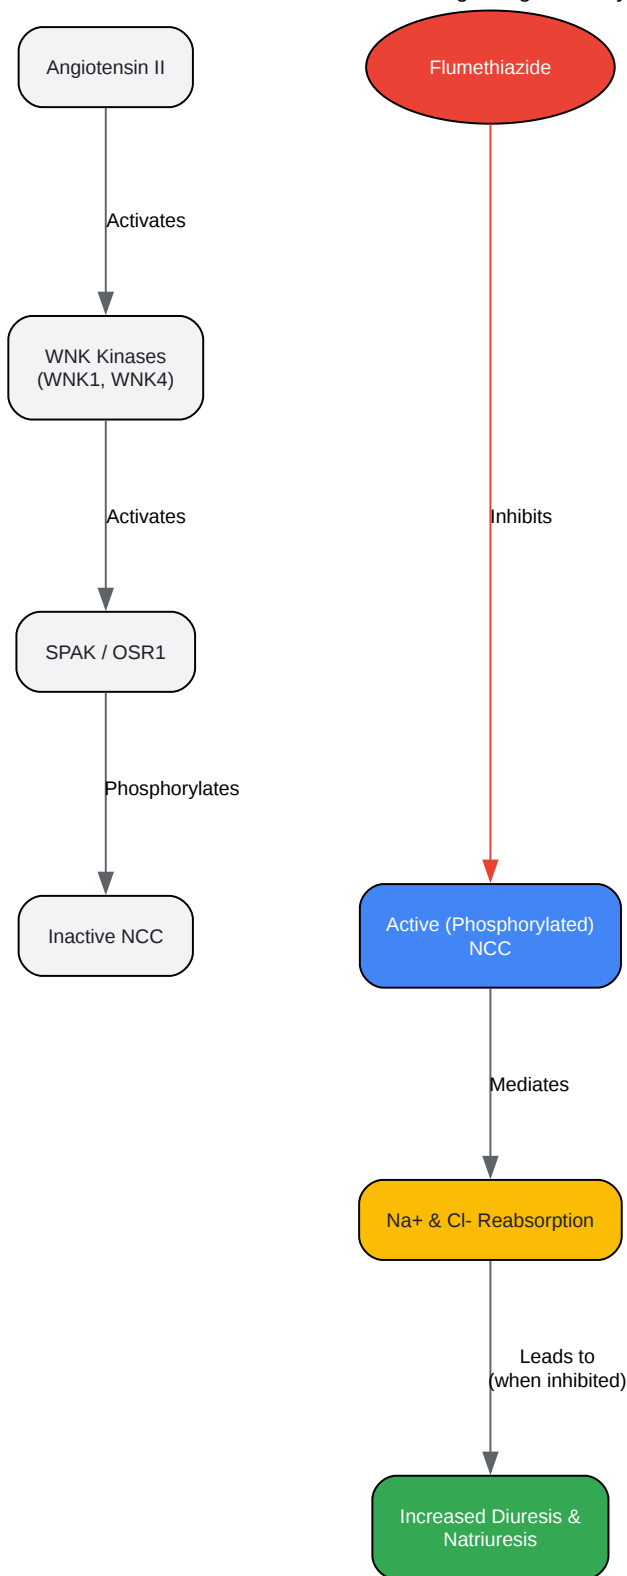 Angiotensin II
Flumethiazide
Activates
WNK Kinases
(WNK1, WNK4)
Activates
Inhibits
SPAK / OSR1
Phosphorylates
Inactive NCC
Active (Phosphorylated)
NCC
Mediates
Na+ & Cl- Reabsorption
Leads to
(when inhibited)
Increased Diuresis &
Natriuresis